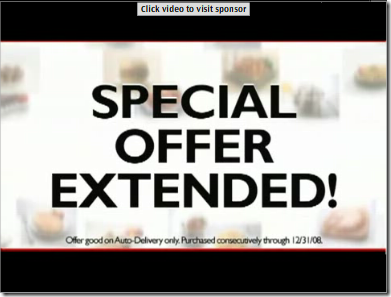 Click video to visit sponsor
SPECIAL
OFFER
EXTENDED!
Offer good on Auto-Delivery only. Purchased consecutively through 12/31/08.